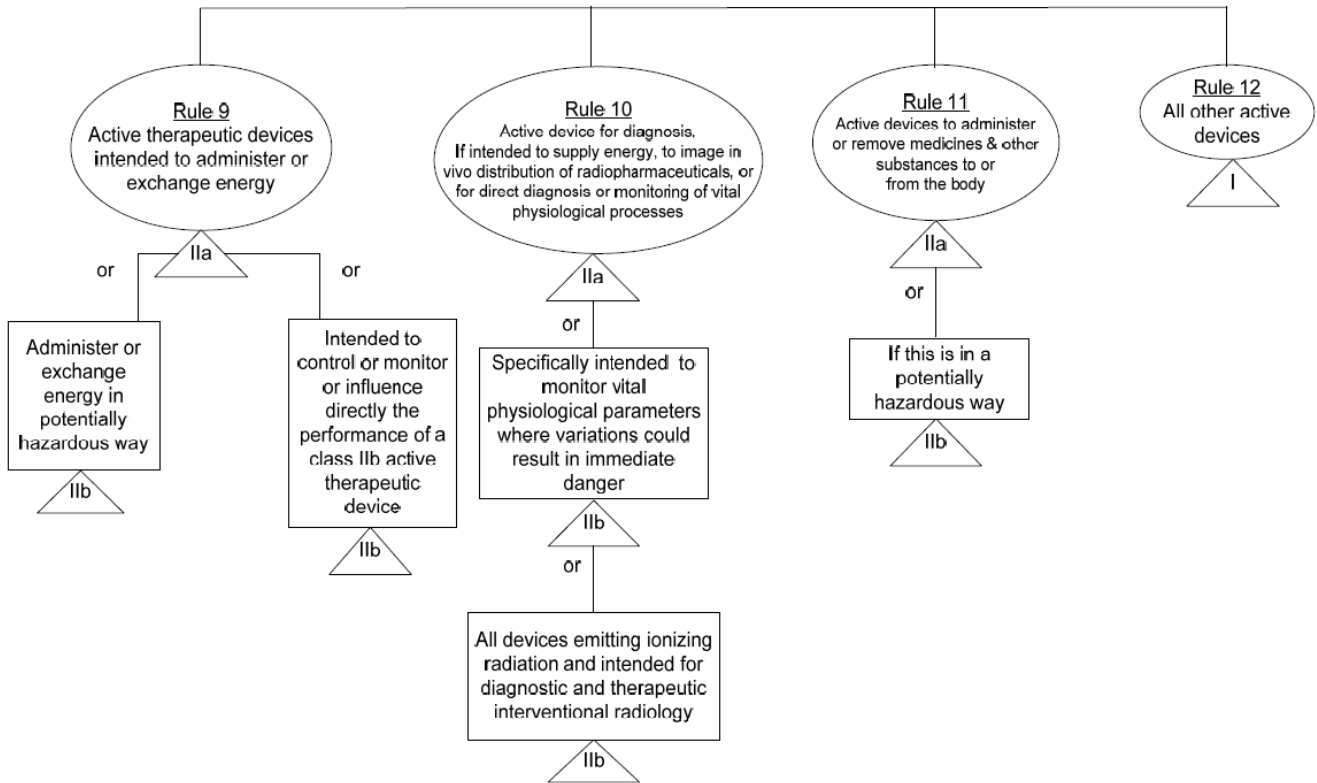 Rule 9
Active therapeutic devices
intended to administer or
exchange energy
IIa
or
or
Administer or
exchange
energy in
potentially
hazardous way
IIb
Intended to
control or monitor
or influence
directly the
performance of a
class IIb active
therapeutic
device
IIb
Rule 10
Active device for diagnosis.
If intended to supply energy, to image in
vivo distribution of radiopharmaceuticals, or
for direct diagnosis or monitoring of vital
physiological processes
IIa
or
Specifically intended to
monitor vital
physiological parameters
where variations could
result in immediate
danger
IIb
or
All devices emitting ionizing
radiation and intended for
diagnostic and therapeutic
interventional radiology
IIb
Rule 11
Active devices to administer
or remove medicines & other
substances to or
from the body
IIa
or
If this is in a
potentially
hazardous way
IIb
Rule 12
All other active
devices
I